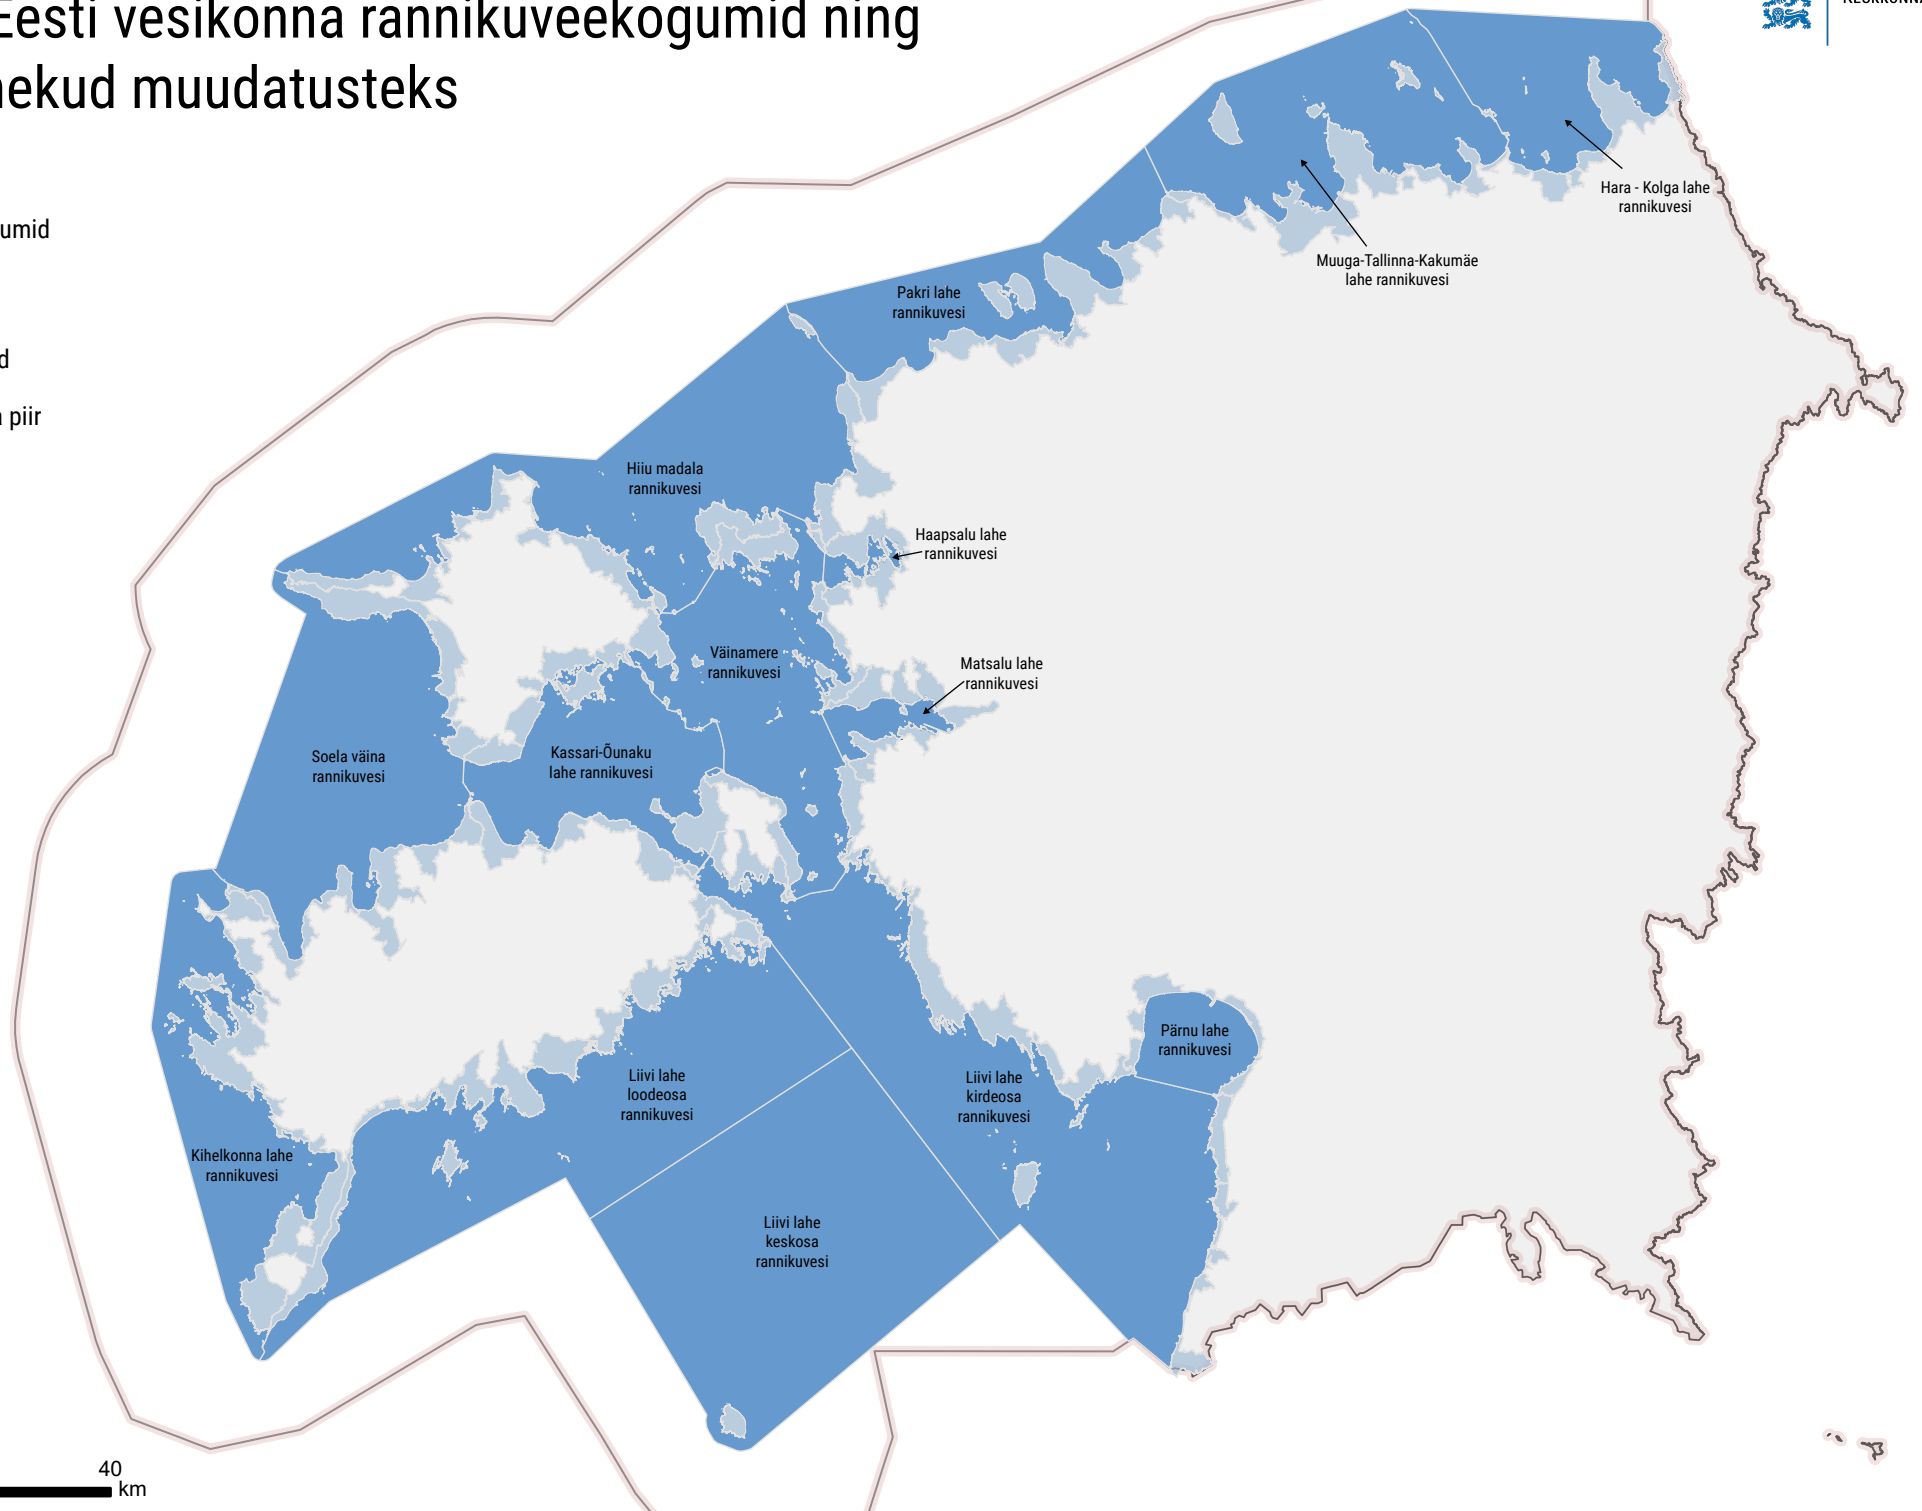 Eesti vesikonna rannikuveekogumid ning
ekud muudatusteks
umid
d
piir
Hara - Kolga lahe
rannikuvesi
Muuga-Tallinna-Kakumäe
lahe rannikuvesi
Pakri lahe
rannikuvesi
Hiiu madala
rannikuvesi
Haapsalu lahe
rannikuvesi
Väinamere
rannikuvesi
Matsalu lahe
rannikuvesi
Soela väina
rannikuvesi
Kassari-Õunaku
lahe rannikuvesi
Pärnu lahe
rannikuvesi
Liivi lahe
loodeosa
rannikuvesi
Liivi lahe
kirdeosa
rannikuvesi
Kihelkonna lahe
rannikuvesi
Liivi lahe
keskosa
rannikuvesi
40
km